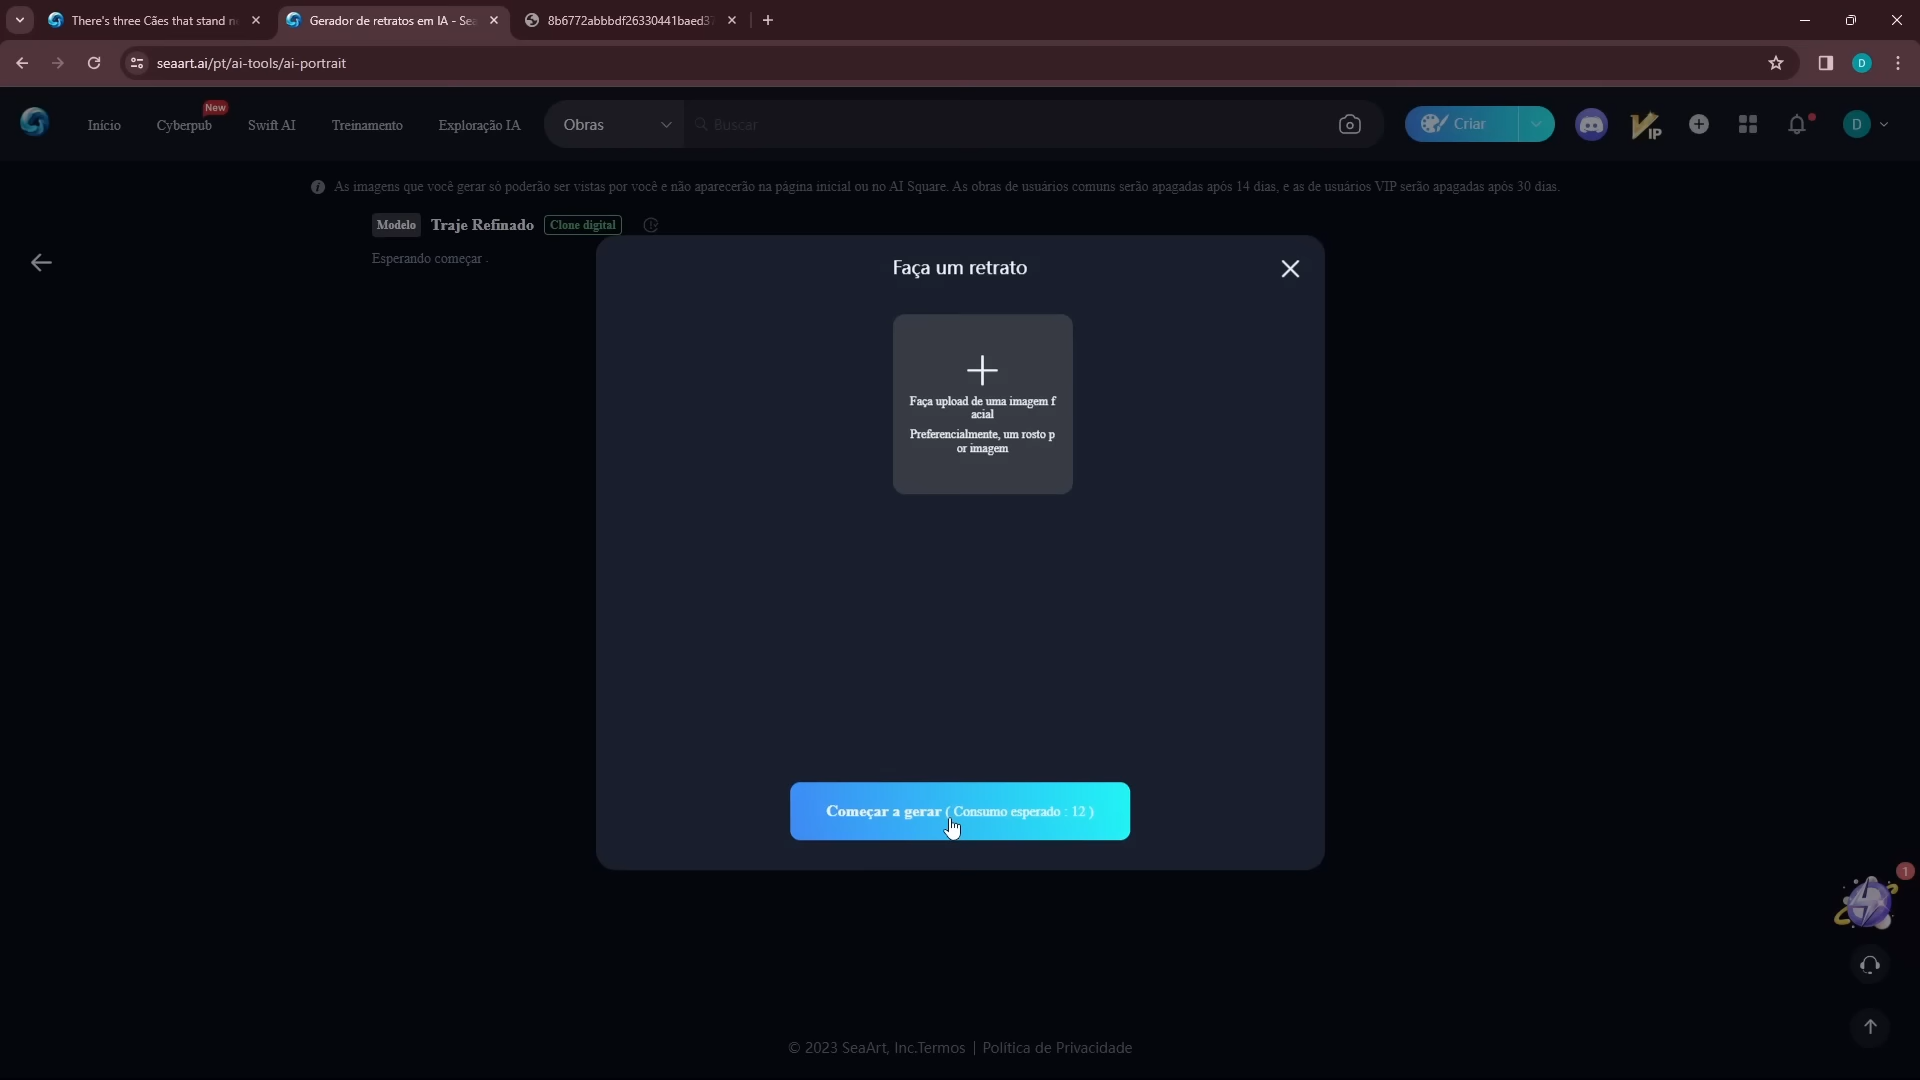 There's three Cães that stand n
Gerador de retratos em IA - Sea
8b6772abbbdf26330441baed37
seaart.ai/pt/ai-tools/ai-portrait
D
Início
Cyberpub
New
Swift AI
Treinamento
Exploração IA
Obras
Buscar
Criar
VIP
D
As imagens que você gerar só poderão ser vistas por você e não aparecerão na página inicial ou no AI Square. As obras de usuários comuns serão apagadas após 14 dias, e as de usuários VIP serão apagadas após 30 dias.
Modelo Traje Refinado Clone digital
Esperando começar .
Faça um retrato
Faça upload de uma imagem f
acial
Preferencialmente, um rosto p
or imagem
Começar a gerar ( Consumo esperado : 12 )
1
© 2023 SeaArt, Inc.Termos | Política de Privacidade